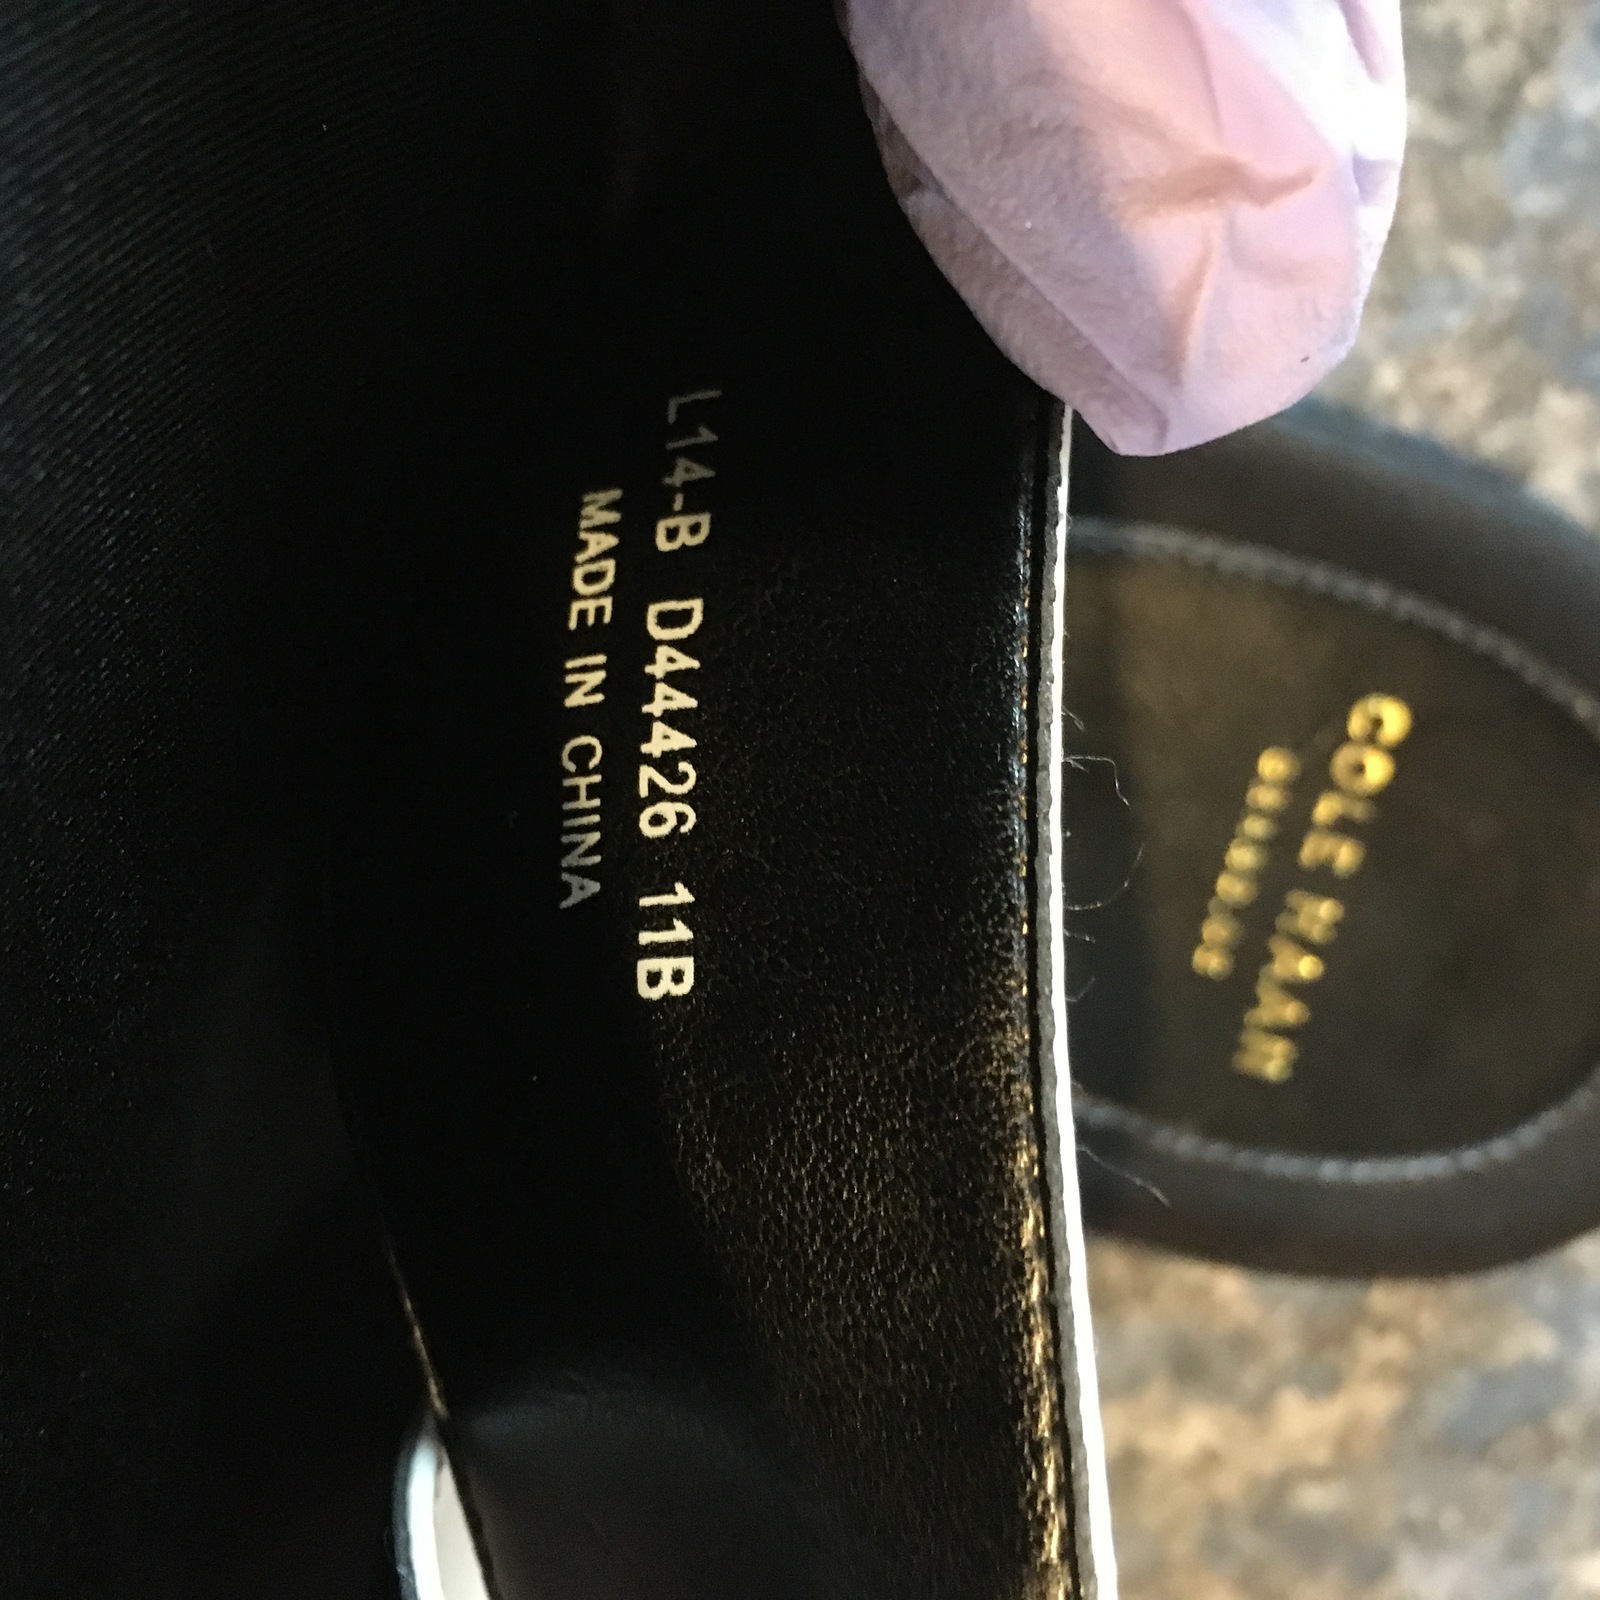 L14-B D44426 11B
MADE IN CHINA
COLE HAAN